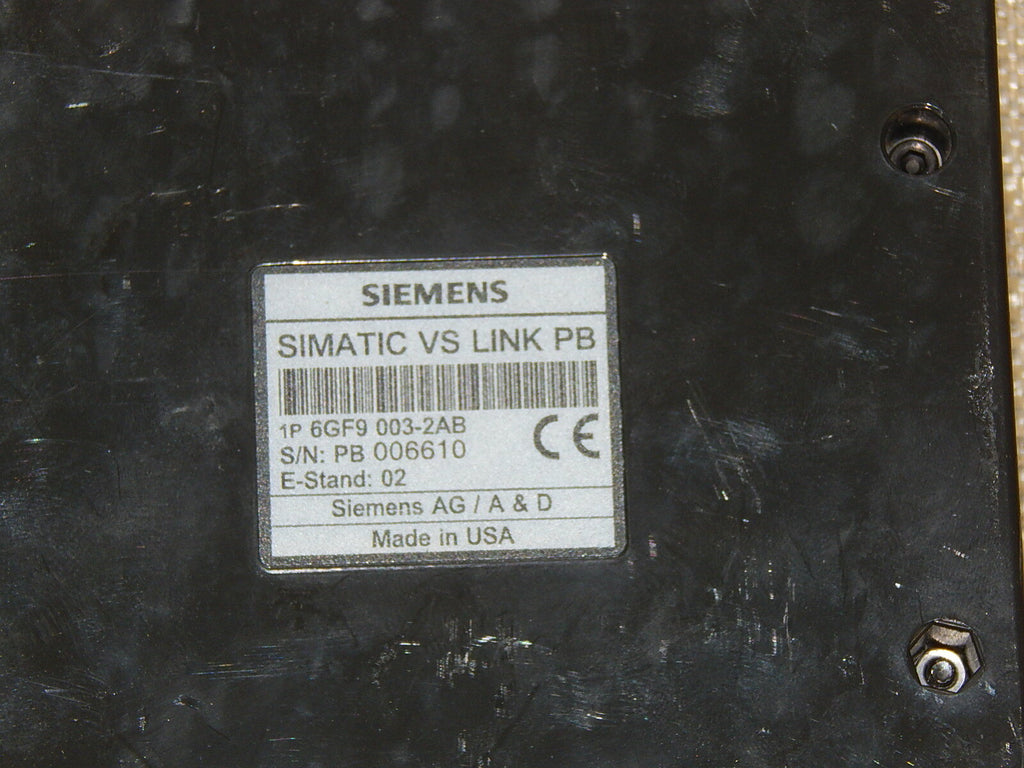 SIEMENS
SIMATIC VS LINK PB
1P 6GF9 003-2AB
S/N: PB 006610
E-Stand: 02
CE
Siemens AG / A & D
Made in USA